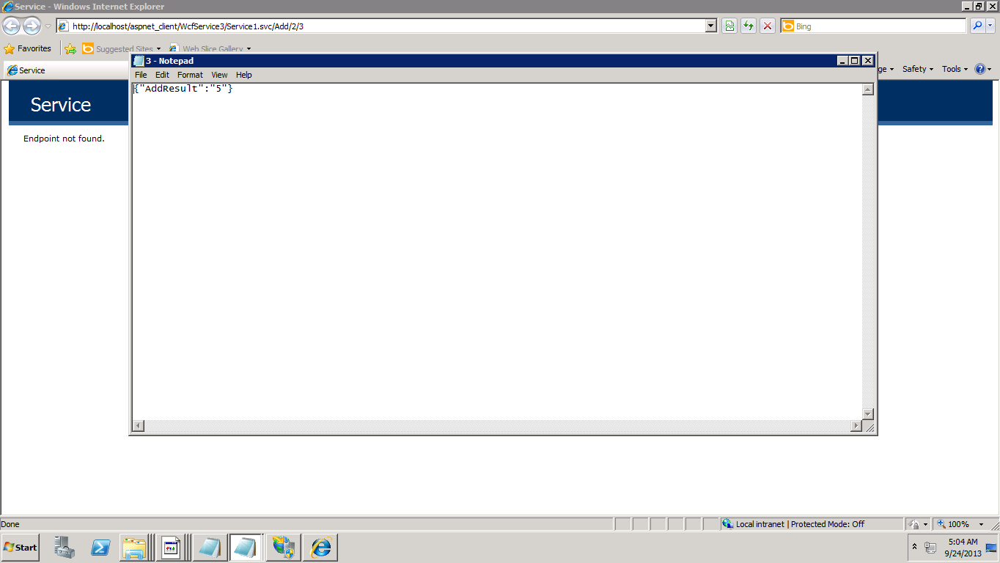 Service - Windows Internet Explorer
http://localhost/aspnet_client/WcfService3/Service1.svc/Add/2/3
Bing
Favorites
Suggested Sites
Web Slice Gallery
3 - Notepad
Service
ge
Safety
Tools
File Edit Format View Help
{"AddResult":"5"}
Service
Endpoint not found.
Done
Local intranet | Protected Mode: Off
100%
Start
5:04 AM
9/24/2013